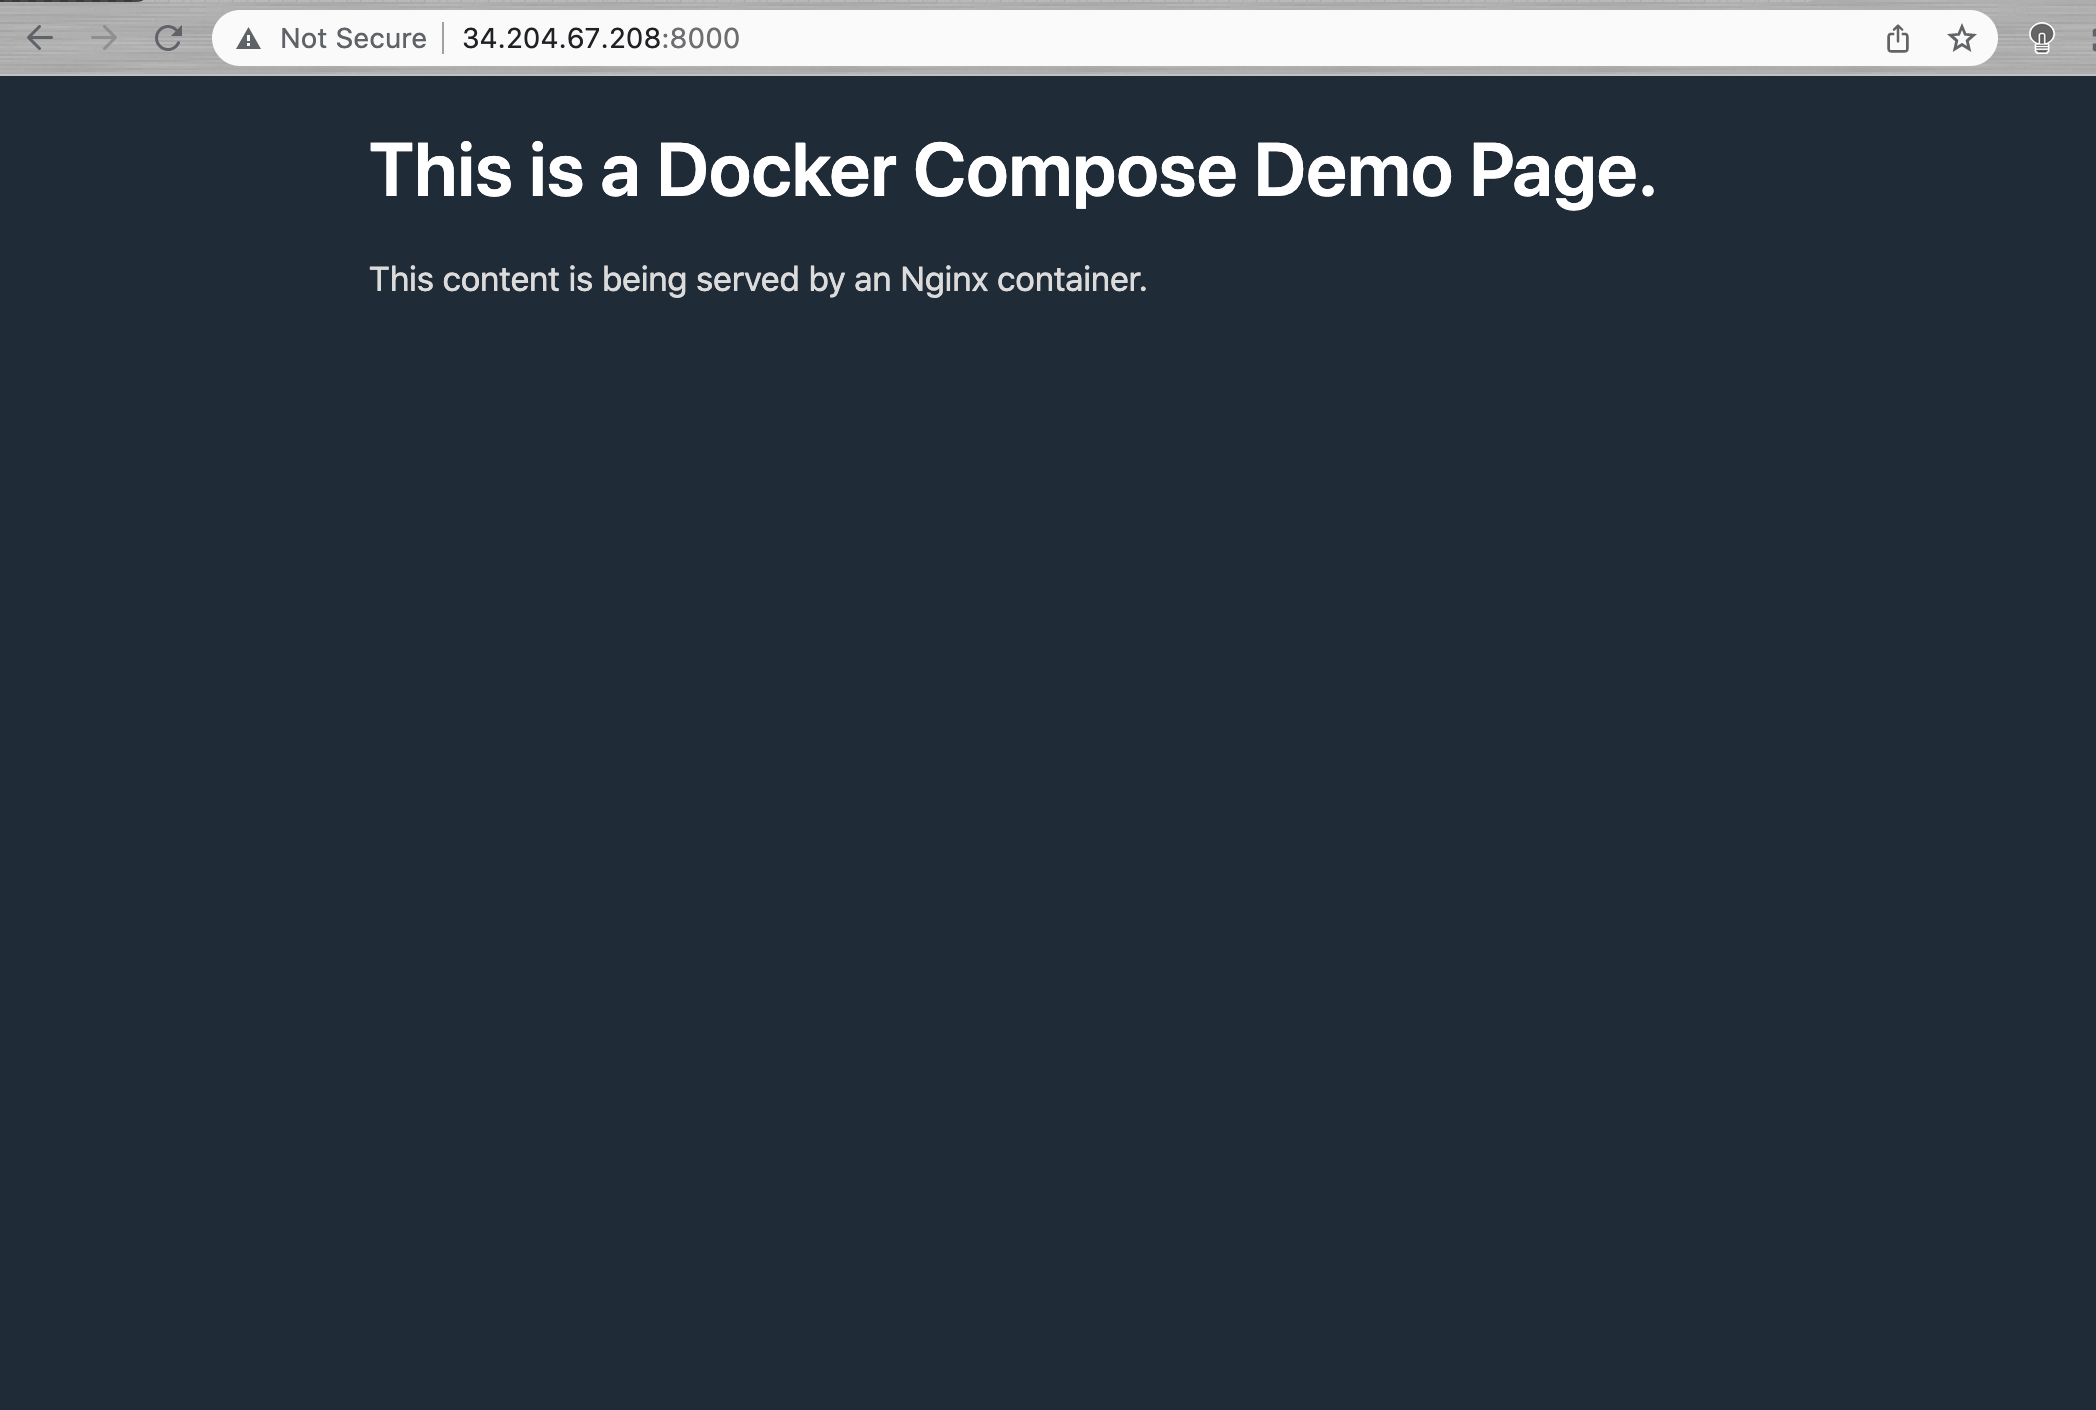 Not Secure 34.204.67.208:8000
This is a Docker Compose Demo Page.
This content is being served by an Nginx container.